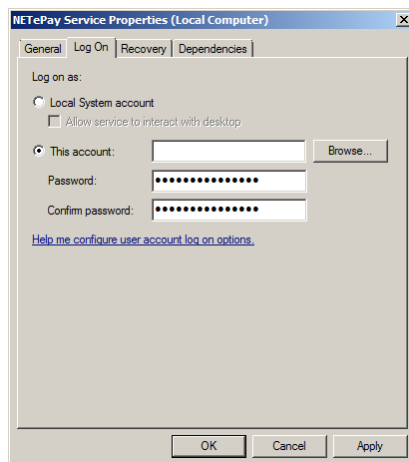 NETePay Service Properties (Local Computer)
General Log On Recovery Dependencies
Log on as:
Local System account
Allow service to interact with desktop
This account: Browse...
Password: •••••••••••••••
Confirm password: •••••••••••••••
Help me configure user account log on options.
OK Cancel Apply